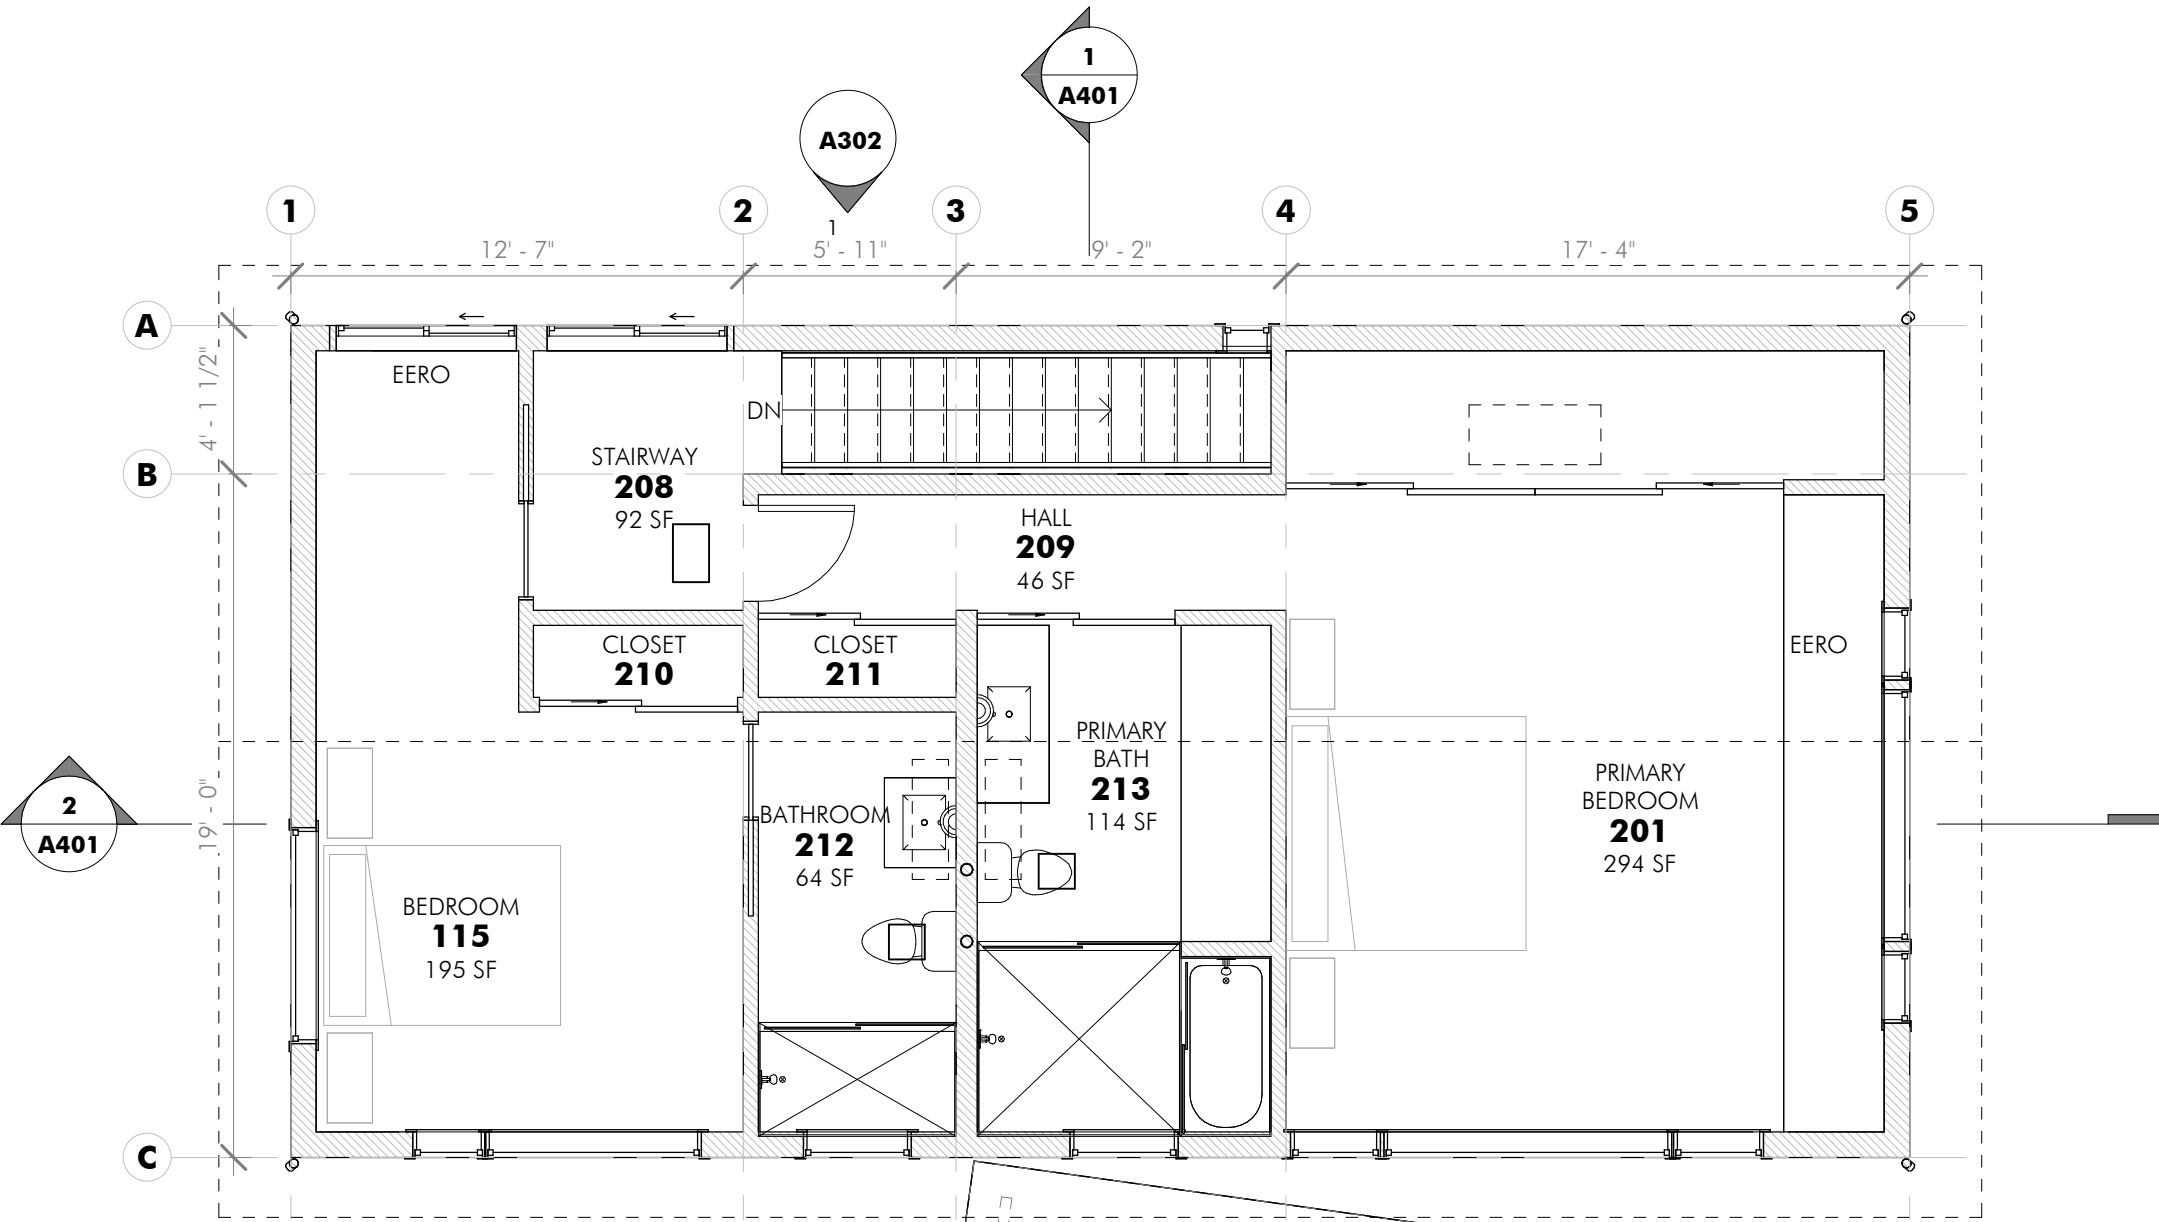 1
A401
A302
1
1
2
3
4
5
12' - 7"
5' - 11"
9' - 2"
17' - 4"
A
4' - 1 1/2"
EERO
DN
B
STAIRWAY
208
92 SF
HALL
209
46 SF
CLOSET
210
CLOSET
211
EERO
PRIMARY
BATH
213
114 SF
PRIMARY
BEDROOM
201
294 SF
2
A401
19' - 0"
BATHROOM
212
64 SF
BEDROOM
115
195 SF
C